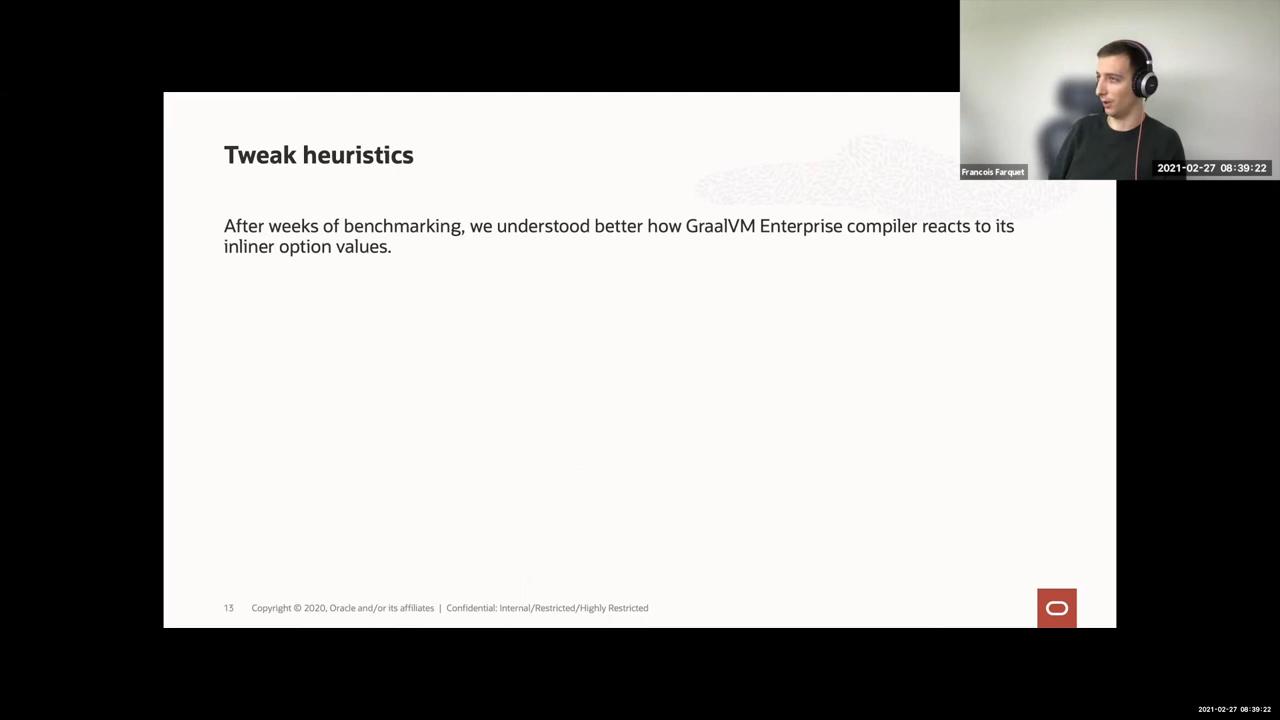 Tweak heuristics
After weeks of benchmarking, we understood better how GraalVM Enterprise compiler reacts to its
inliner option values.
Francois Farquet
2021-02-27 08:39:22
13 Copyright © 2020, Oracle and/or its affiliates | Confidential: Internal/Restricted/Highly Restricted
2021-02-27 08:39:22